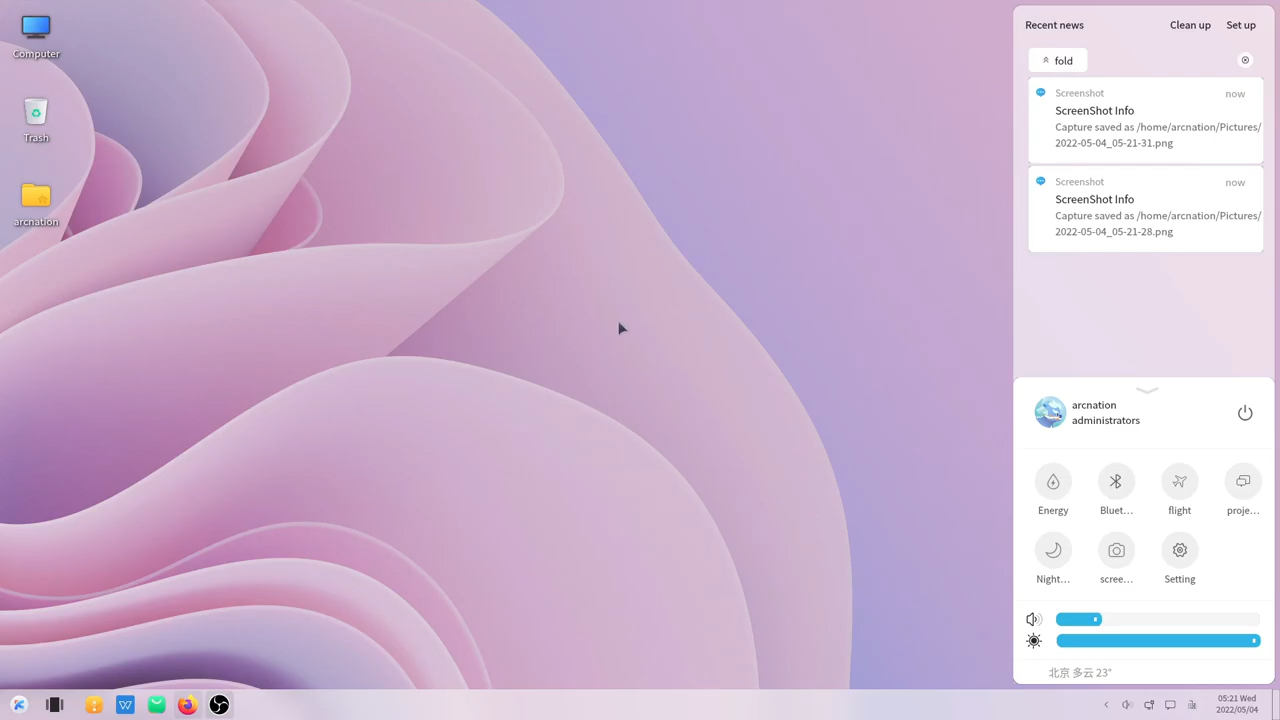 Computer
Trash
arcnation
Recent news
Clean up
Set up
fold
Screenshot
now
ScreenShot Info
Capture saved as /home/arcnation/Pictures/
2022-05-04_05-21-31.png
Screenshot
now
ScreenShot Info
Capture saved as /home/arcnation/Pictures/
2022-05-04_05-21-28.png
arcnation
administrators
Energy
Bluet...
flight
proje...
Night...
scree...
Setting
北京 多云 23°
05:21 Wed
2022/05/04